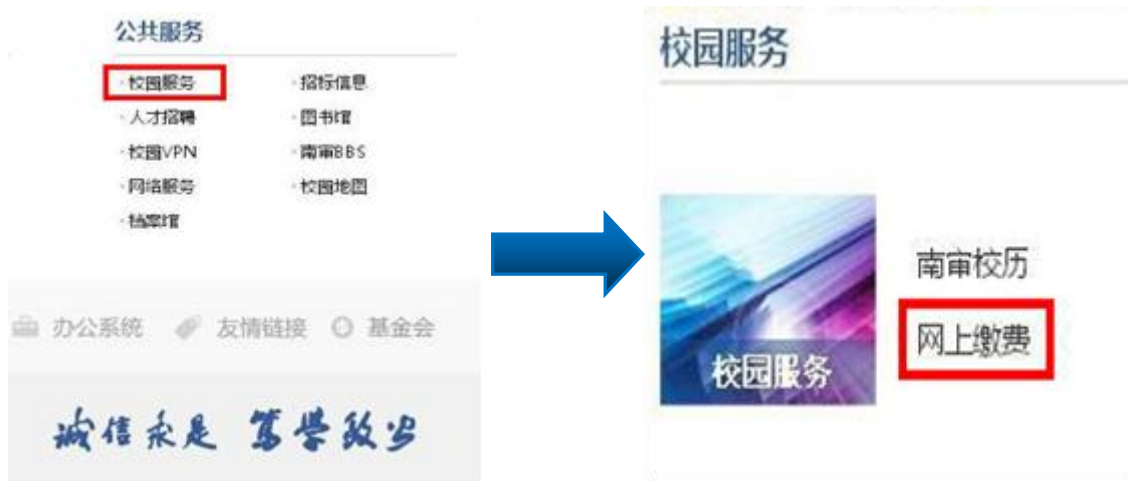 公共服务
·校园服务 ·招标信息
·人才招聘 ·图书馆
·校园VPN ·南审BBS
·网络服务 ·校园地图
·档案馆
办公系统 友情链接 基金会
诚信求是 笃学致公
校园服务
南审校历
网上缴费
校园服务